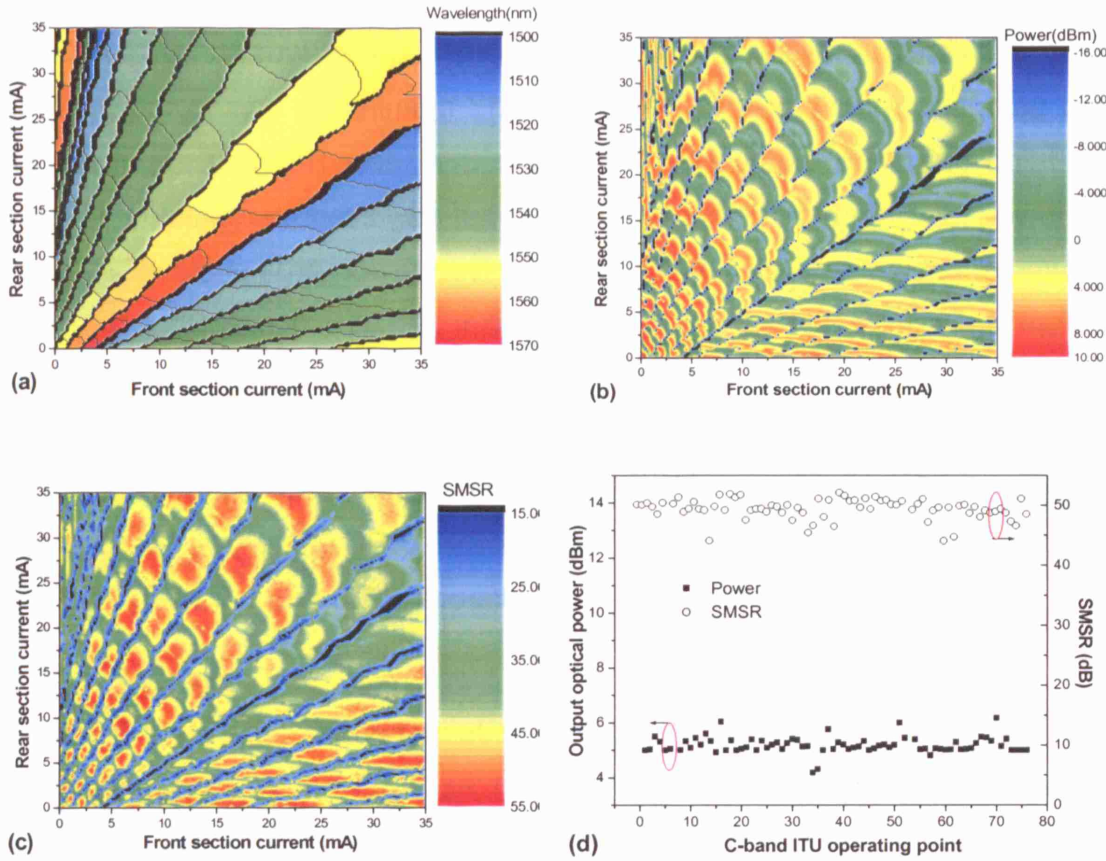 Wavelength(nm)
35
30
25
20
15
10
5
0
Rear section current (mA)
0 5 10 15 20 25 30 35
Front section current (mA)
1500
1510
1520
1530
1540
1550
1560
1570
(a)
Power(dBm)
35
30
25
20
15
10
5
0
Rear section current (mA)
0 5 10 15 20 25 30 35
Front section current (mA)
-16.00
-12.00
-8.000
-4.000
0
4.000
8.000
10.00
(b)
SMSR
35
30
25
20
15
10
5
0
Rear section current (mA)
0 5 10 15 20 25 30 35
Front section current (mA)
15.0
25.0
35.0
45.0
55.0
(c)
14
12
10
8
6
4
Output optical power (dBm)
Power
SMSR
50
40
30
20
10
0
SMSR (dB)
0 10 20 30 40 50 60 70 80
C-band ITU operating point
(d)